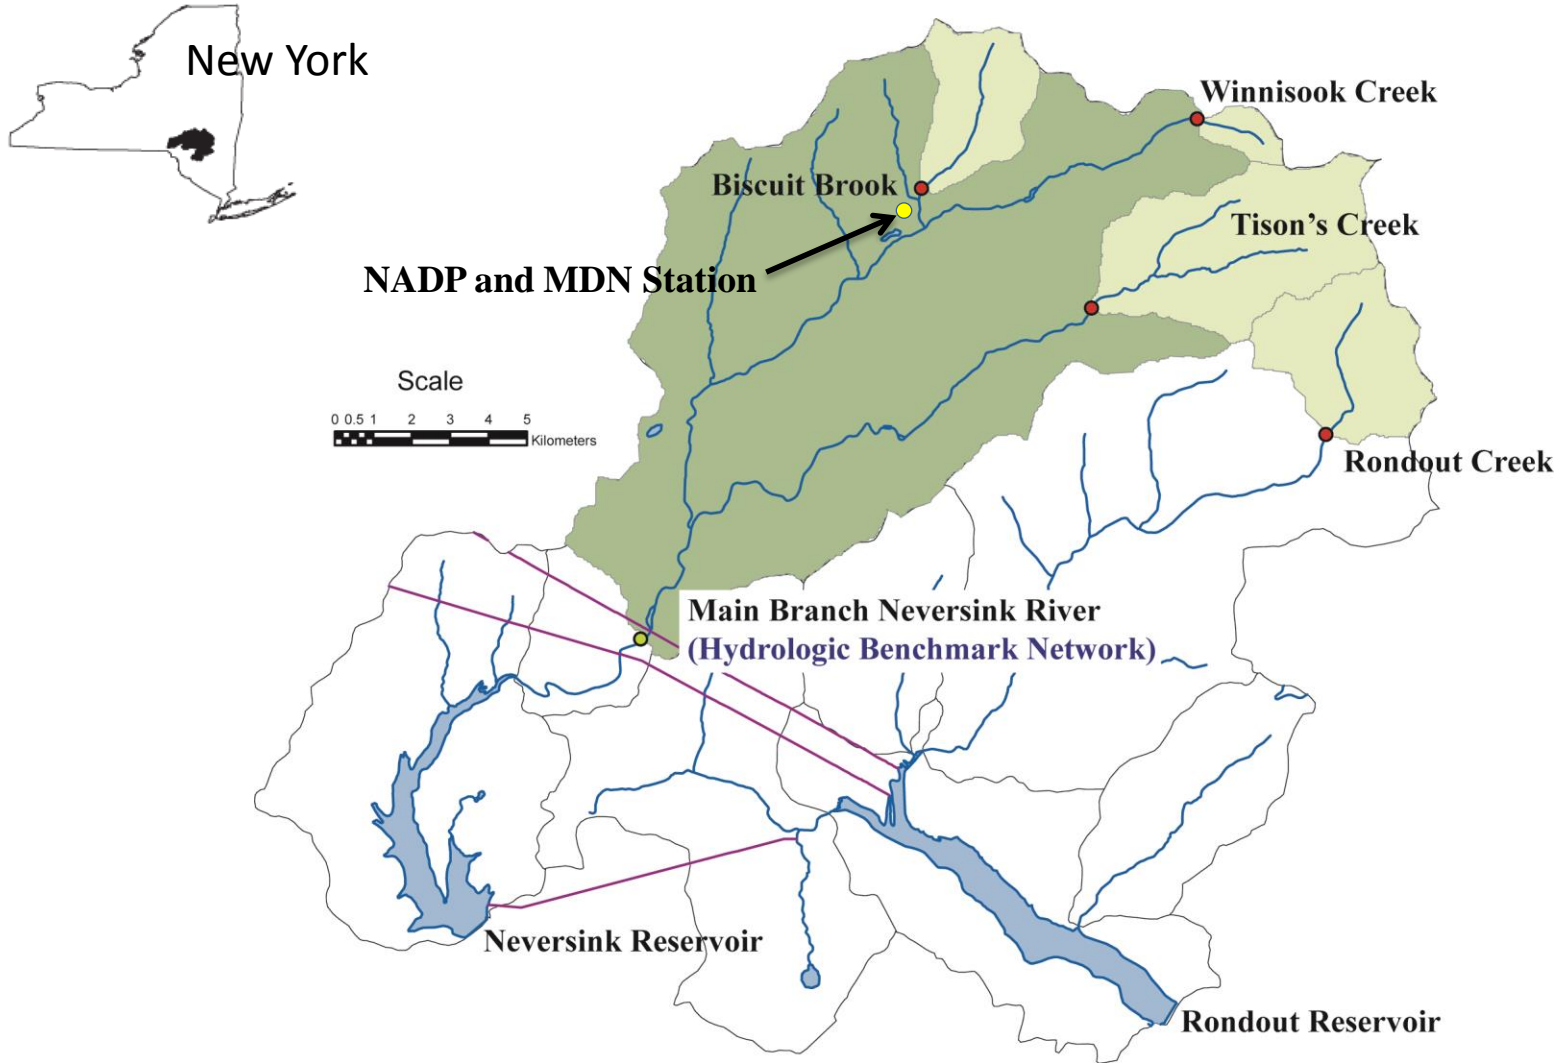 New York
Winnisook Creek
Biscuit Brook
Tison's Creek
NADP and MDN Station
Scale
0 0.5 1 2 3 4 5
Kilometers
Rondout Creek
Main Branch Neversink River
(Hydrologic Benchmark Network)
Neversink Reservoir
Rondout Reservoir